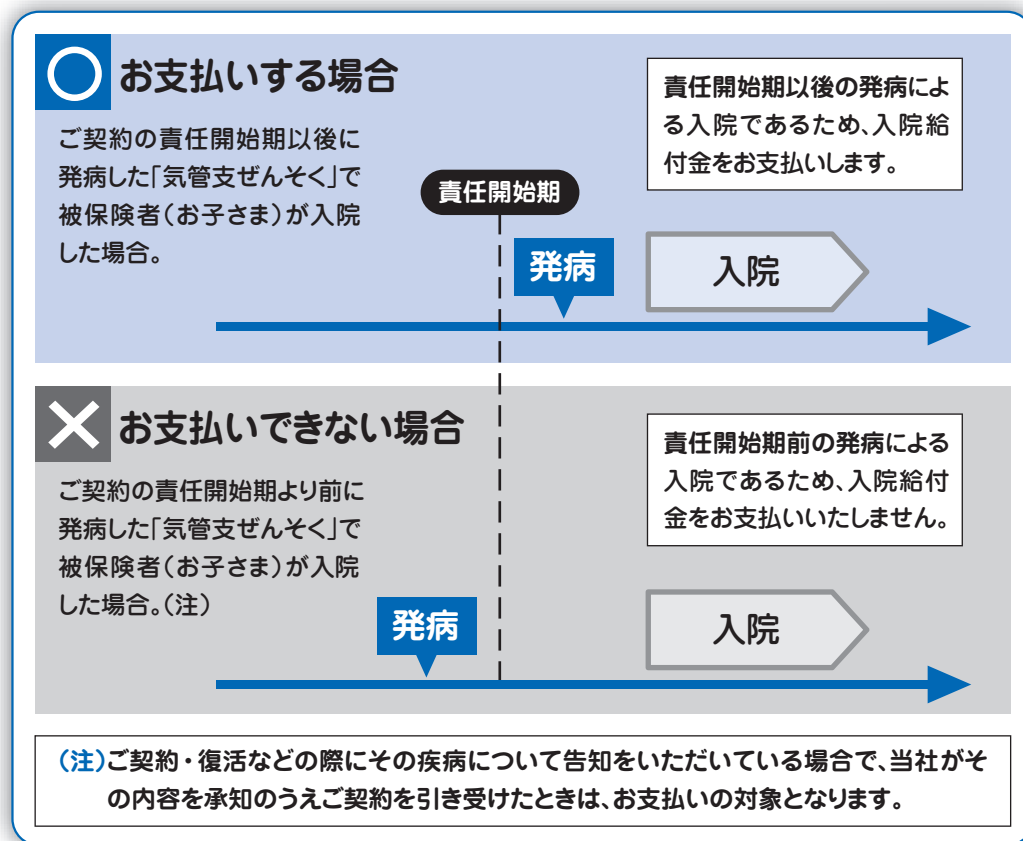 お支払いする場合
ご契約の責任開始期以後に
発病した「気管支ぜんそく」で
被保険者(お子さま)が入院
した場合。
責任開始期以後の発病によ
る入院であるため、入院給
付金をお支払いします。
責任開始期
発病
入院
お支払いできない場合
ご契約の責任開始期より前に
発病した「気管支ぜんそく」で
被保険者(お子さま)が入院
した場合。(注)
責任開始期前の発病による
入院であるため、入院給付
金をお支払いいたしません。
発病
入院
(注)ご契約・復活などの際にその疾病について告知をいただいている場合で、当社がそ
の内容を承知のうえご契約を引き受けたときは、お支払いの対象となります。